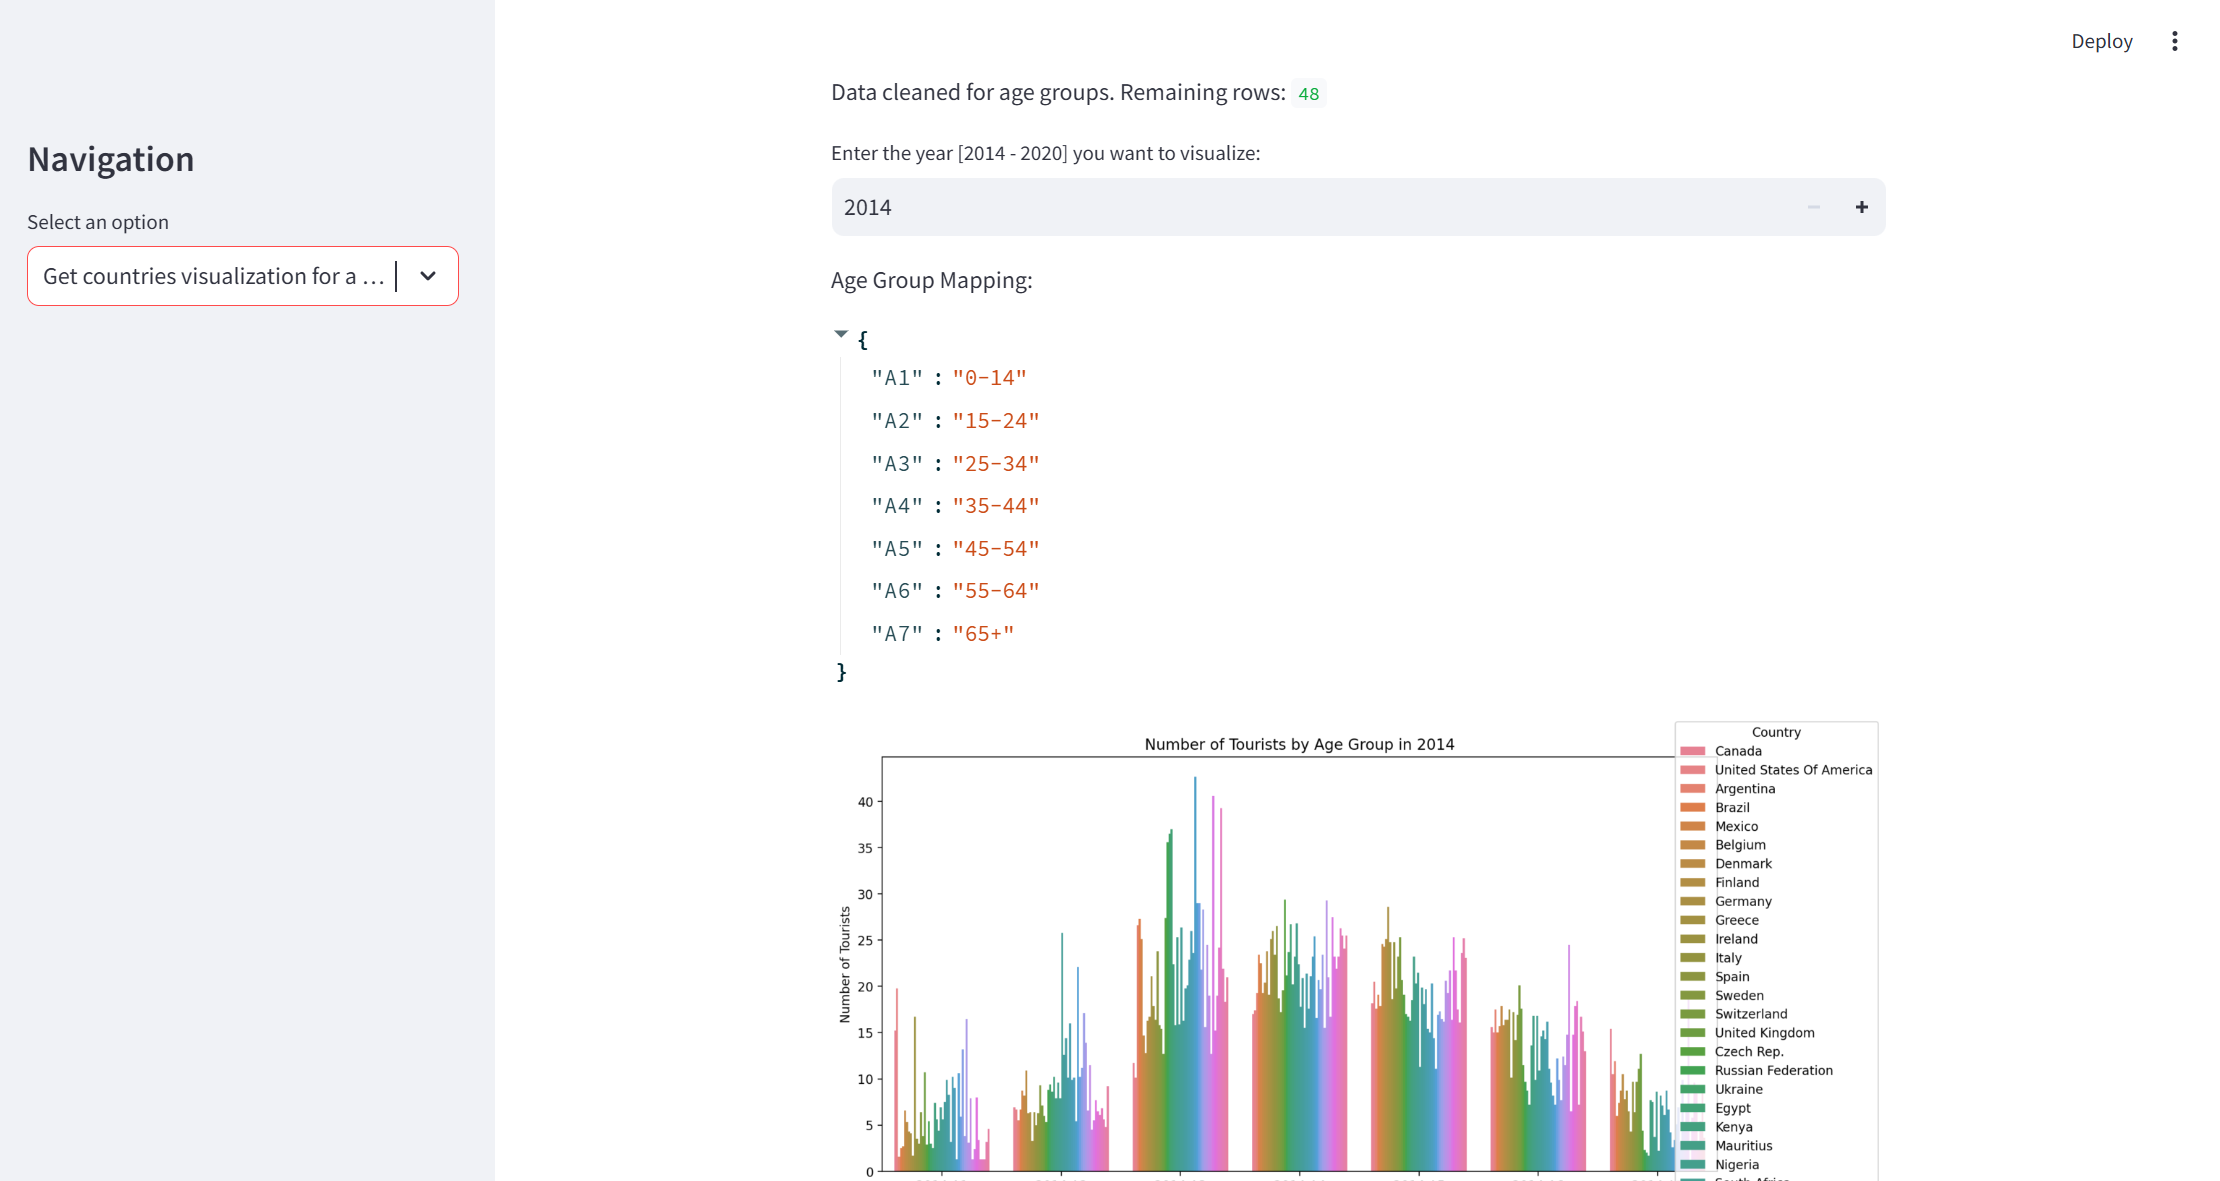 Deploy
Data cleaned for age groups. Remaining rows: 48
Navigation
Enter the year [2014 - 2020] you want to visualize:
2014
Select an option
Get countries visualization for a ...
Age Group Mapping:
{
"A1" : "0-14"
"A2" : "15-24"
"A3" : "25-34"
"A4" : "35-44"
"A5" : "45-54"
"A6" : "55-64"
"A7" : "65+"
}
Number of Tourists by Age Group in 2014
Number of Tourists
40
35
30
25
20
15
10
5
0
Country
Canada
United States Of America
Argentina
Brazil
Mexico
Belgium
Denmark
Finland
Germany
Greece
Ireland
Italy
Spain
Sweden
Switzerland
United Kingdom
Czech Rep.
Russian Federation
Ukraine
Egypt
Kenya
Mauritius
Nigeria